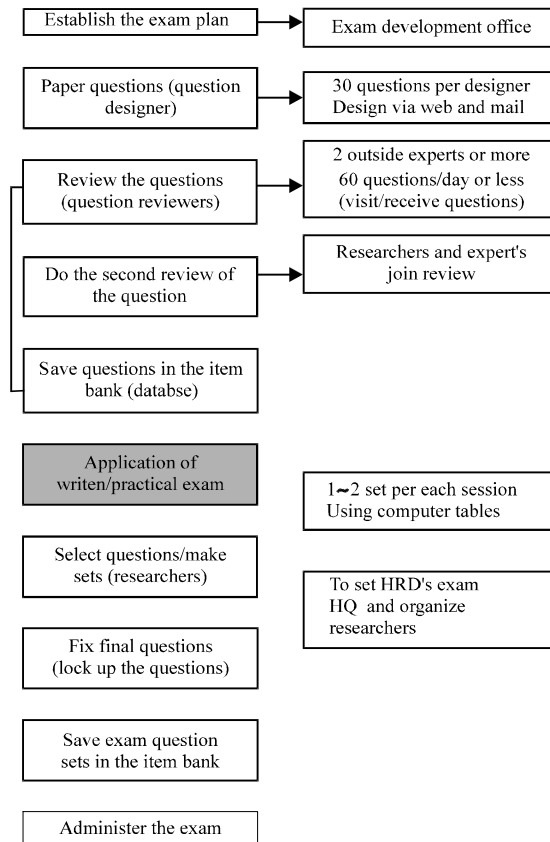 Establish the exam plan
Exam development office
Paper questions (question
designer)
30 questions per designer
Design via web and mail
Review the questions
(question reviewers)
2 outside experts or more
60 questions/day or less
(visit/receive questions)
Do the second review of
the question
Researchers and expert's
join review
Save questions in the item
bank (databse)
Application of
writen/practical exam
1~2 set per each session
Using computer tables
Select questions/make
sets (researchers)
To set HRD's exam
HQ and organize
researchers
Fix final questions
(lock up the questions)
Save exam question
sets in the item bank
Administer the exam